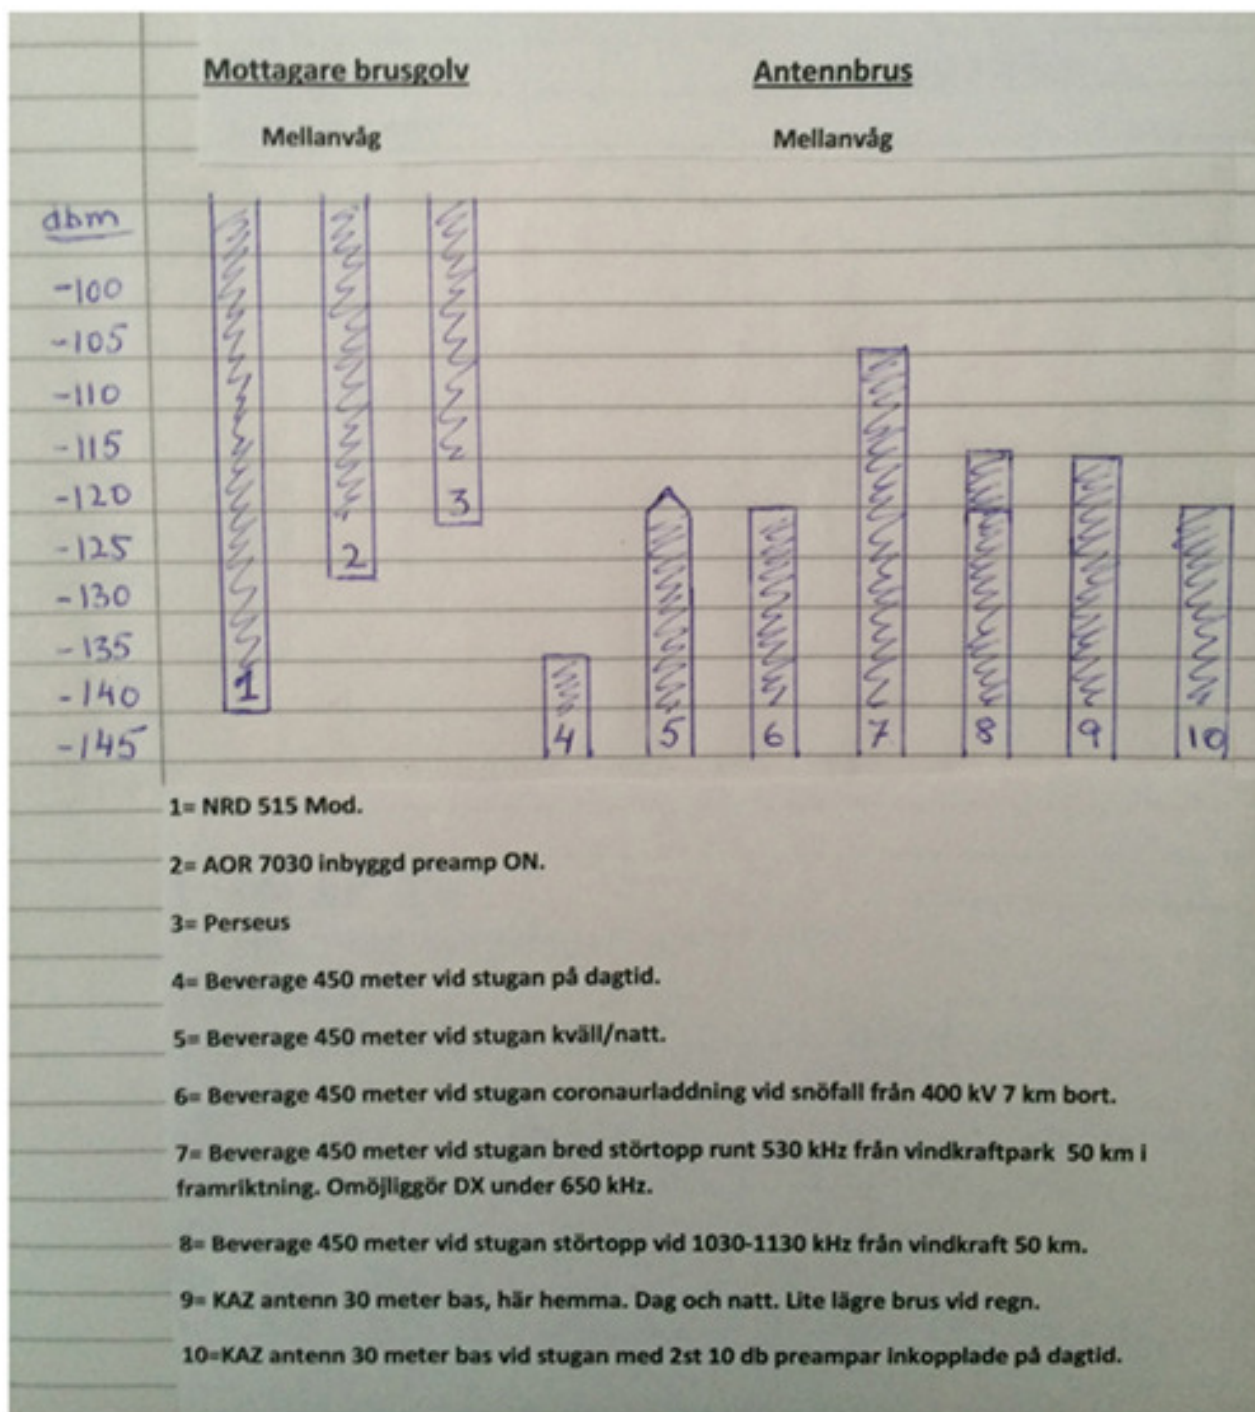 Mottagare brusgolv
Antennbrus
Mellanvåg
Mellanvåg
dbm
-100
-105
-110
-115
-120
-125
-130
-135
-140
-145
1
2
3
4
5
6
7
8
9
10
1= NRD 515 Mod.
2= AOR 7030 inbyggd preamp ON.
3= Perseus
4= Beverage 450 meter vid stugan på dagtid.
5= Beverage 450 meter vid stugan kväll/natt.
6= Beverage 450 meter vid stugan coronaurladdning vid snöfall från 400 kV 7 km bort.
7= Beverage 450 meter vid stugan bred störtopp runt 530 kHz från vindkraftpark 50 km i
framriktning. Omöjliggör DX under 650 kHz.
8= Beverage 450 meter vid stugan störtopp vid 1030-1130 kHz från vindkraft 50 km.
9= KAZ antenn 30 meter bas, här hemma. Dag och natt. Lite lägre brus vid regn.
10=KAZ antenn 30 meter bas vid stugan med 2st 10 db preampar inkopplade på dagtid.